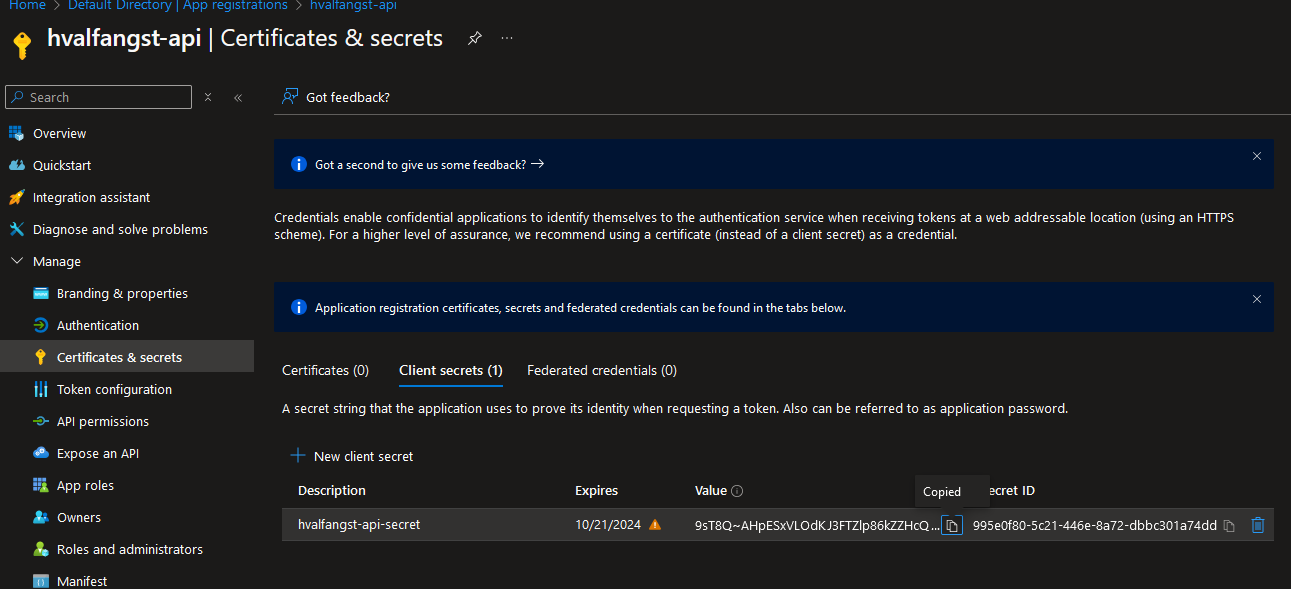 Home > Default Directory | App registrations > hvalfangst-api
hvalfangst-api | Certificates & secrets ...
Search
Got feedback?
Overview
Got a second to give us some feedback? →
Quickstart
Integration assistant
Credentials enable confidential applications to identify themselves to the authentication service when receiving tokens at a web addressable location (using an HTTPS
scheme). For a higher level of assurance, we recommend using a certificate (instead of a client secret) as a credential.
Diagnose and solve problems
Manage
Branding & properties
Application registration certificates, secrets and federated credentials can be found in the tabs below.
Authentication
Certificates & secrets
Certificates (0) Client secrets (1) Federated credentials (0)
Token configuration
A secret string that the application uses to prove its identity when requesting a token. Also can be referred to as application password.
API permissions
Expose an API
New client secret
App roles
Description Expires Value Copied ecret ID
Owners
hvalfangst-api-secret 10/21/2024 9sT8Q~AHpESxVLOdKJ3FTZlp86kZZHcQ... 995e0f80-5c21-446e-8a72-dbbc301a74dd
Roles and administrators
Manifest